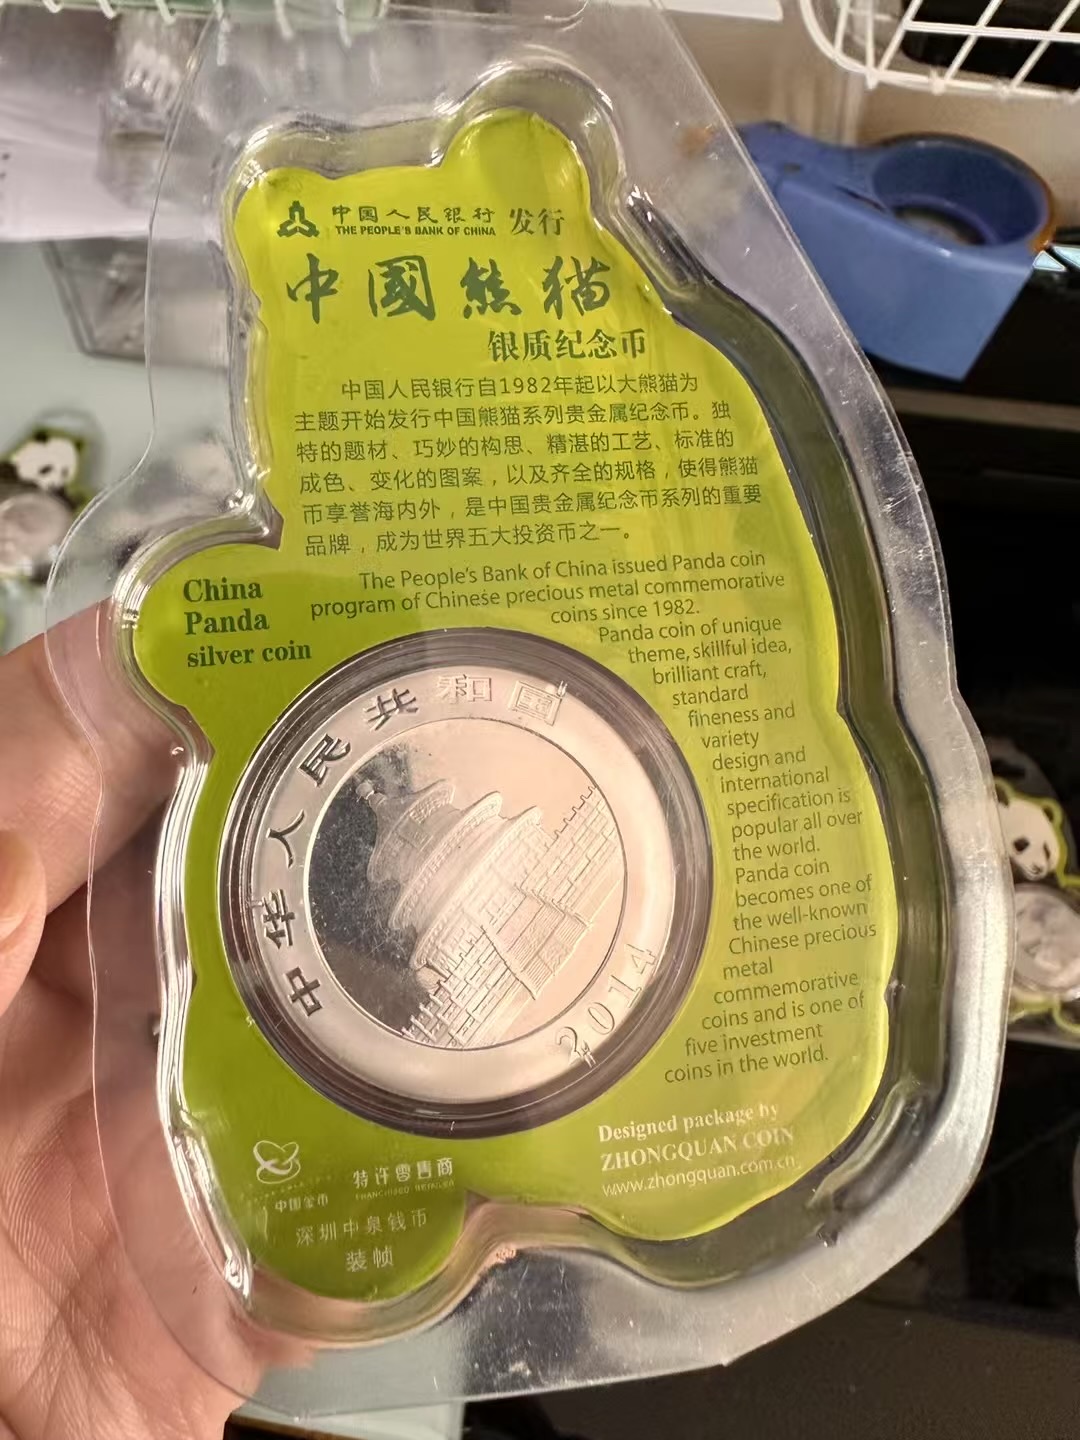 中国人民银行 发行
THE PEOPLE'S BANK OF CHINA
中國熊猫
银质纪念币
中国人民银行自1982年起以大熊猫为
主题开始发行中国熊猫系列贵金属纪念币。独
特的题材、巧妙的构思、精湛的工艺、标准的
成色、变化的图案，以及齐全的规格，使得熊猫
币享誉海内外，是中国贵金属纪念币系列的重要
品牌，成为世界五大投资币之一。
China
Panda
silver coin
The People's Bank of China issued Panda coin
program of Chinese precious metal commemorative
coins since 1982.
Panda coin of unique
theme, skillful idea,
brilliant craft,
standard
fineness and
variety
design and
international
specification is
popular all over
the world.
Panda coin
becomes one of
the well-known
Chinese precious
metal
commemorative
coins and is one of
five investment
coins in the world.
中华人民共和国
2014
Designed package by
ZHONGQUAN COIN
www.zhongquan.com.cn
中国金币
特许零售商
FRANCHISED RETAILER
深圳中泉钱币
装帧